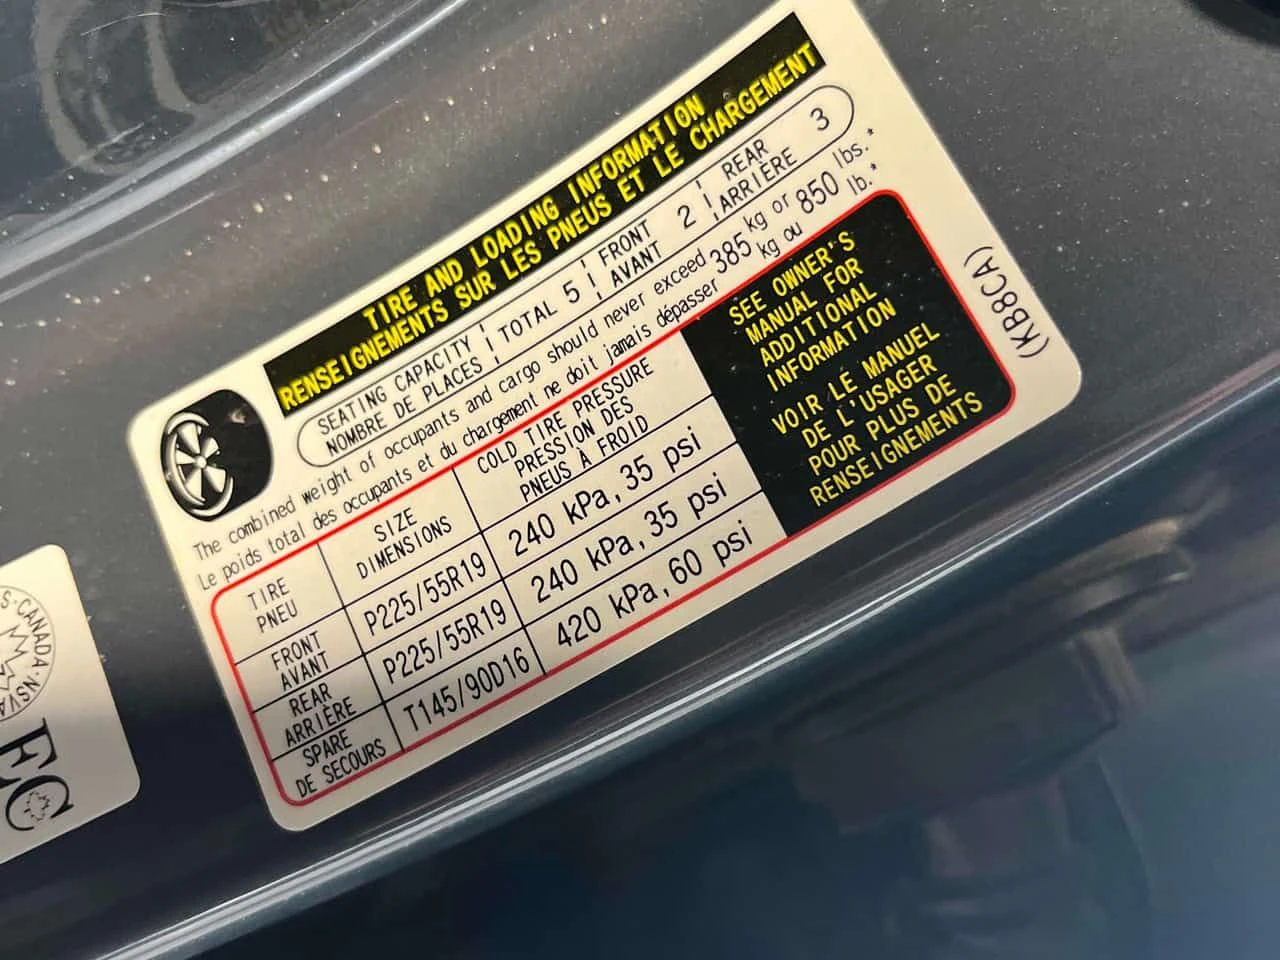 TIRE AND LOADING INFORMATION
RENSEIGNEMENTS SUR LES PNEUS ET LE CHARGEMENT
SEATING CAPACITY TOTAL 5 FRONT 2 REAR 3
NOMBRE DE PLACES AVANT ARRIÈRE
The combined weight of occupants and cargo should never exceed 385 kg or 850 lbs.*
Le poids total des occupants et du chargement ne doit jamais dépasser kg ou lb.*
TIRE
PNEU
SIZE
DIMENSIONS
COLD TIRE PRESSURE
PRESSION DES
PNEUS À FROID
FRONT
AVANT
P225/55R19
240 kPa, 35 psi
REAR
ARRIÈRE
P225/55R19
240 kPa, 35 psi
SPARE
DE SECOURS
T145/90D16
420 kPa, 60 psi
SEE OWNER'S
MANUAL FOR
ADDITIONAL
INFORMATION
VOIR LE MANUEL
DE L'USAGER
POUR PLUS DE
RENSEIGNEMENTS
(KB8CA)
S·CANADA·NSVA
EC